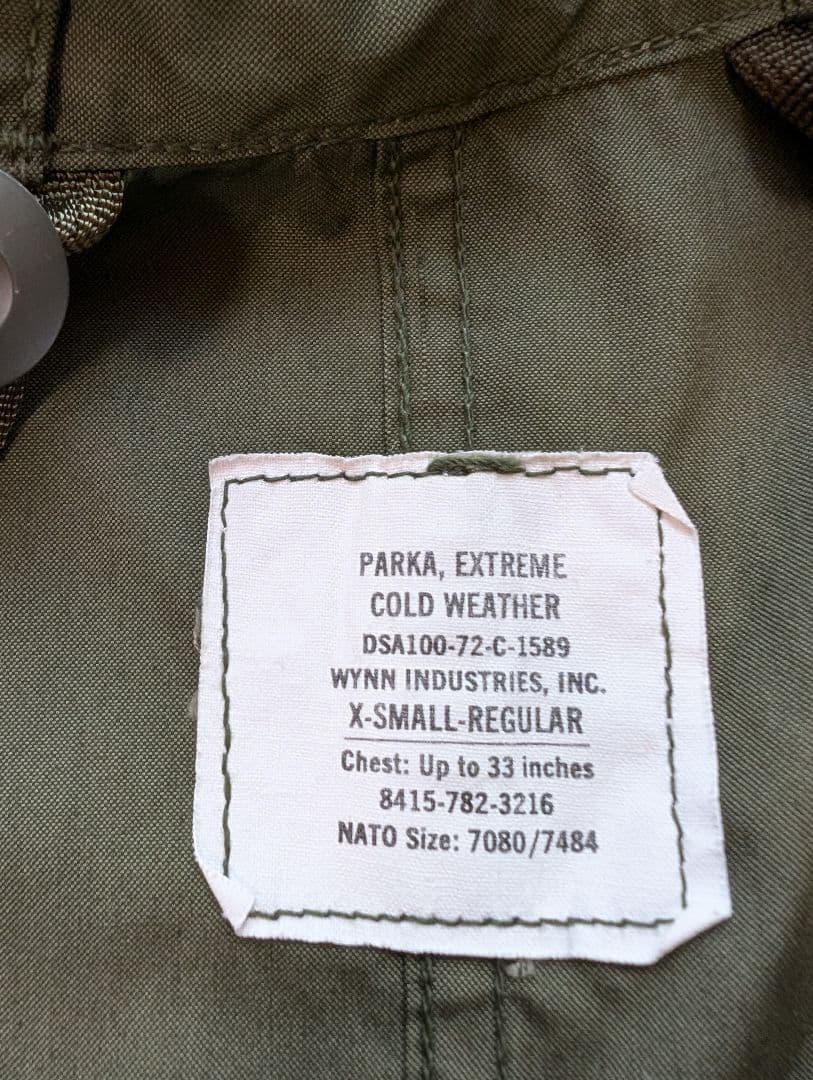 PARKA, EXTREME
COLD WEATHER
DSA100-72-C-1589
WYNN INDUSTRIES, INC.
X-SMALL-REGULAR
Chest: Up to 33 inches
8415-782-3216
NATO Size: 7080/7484